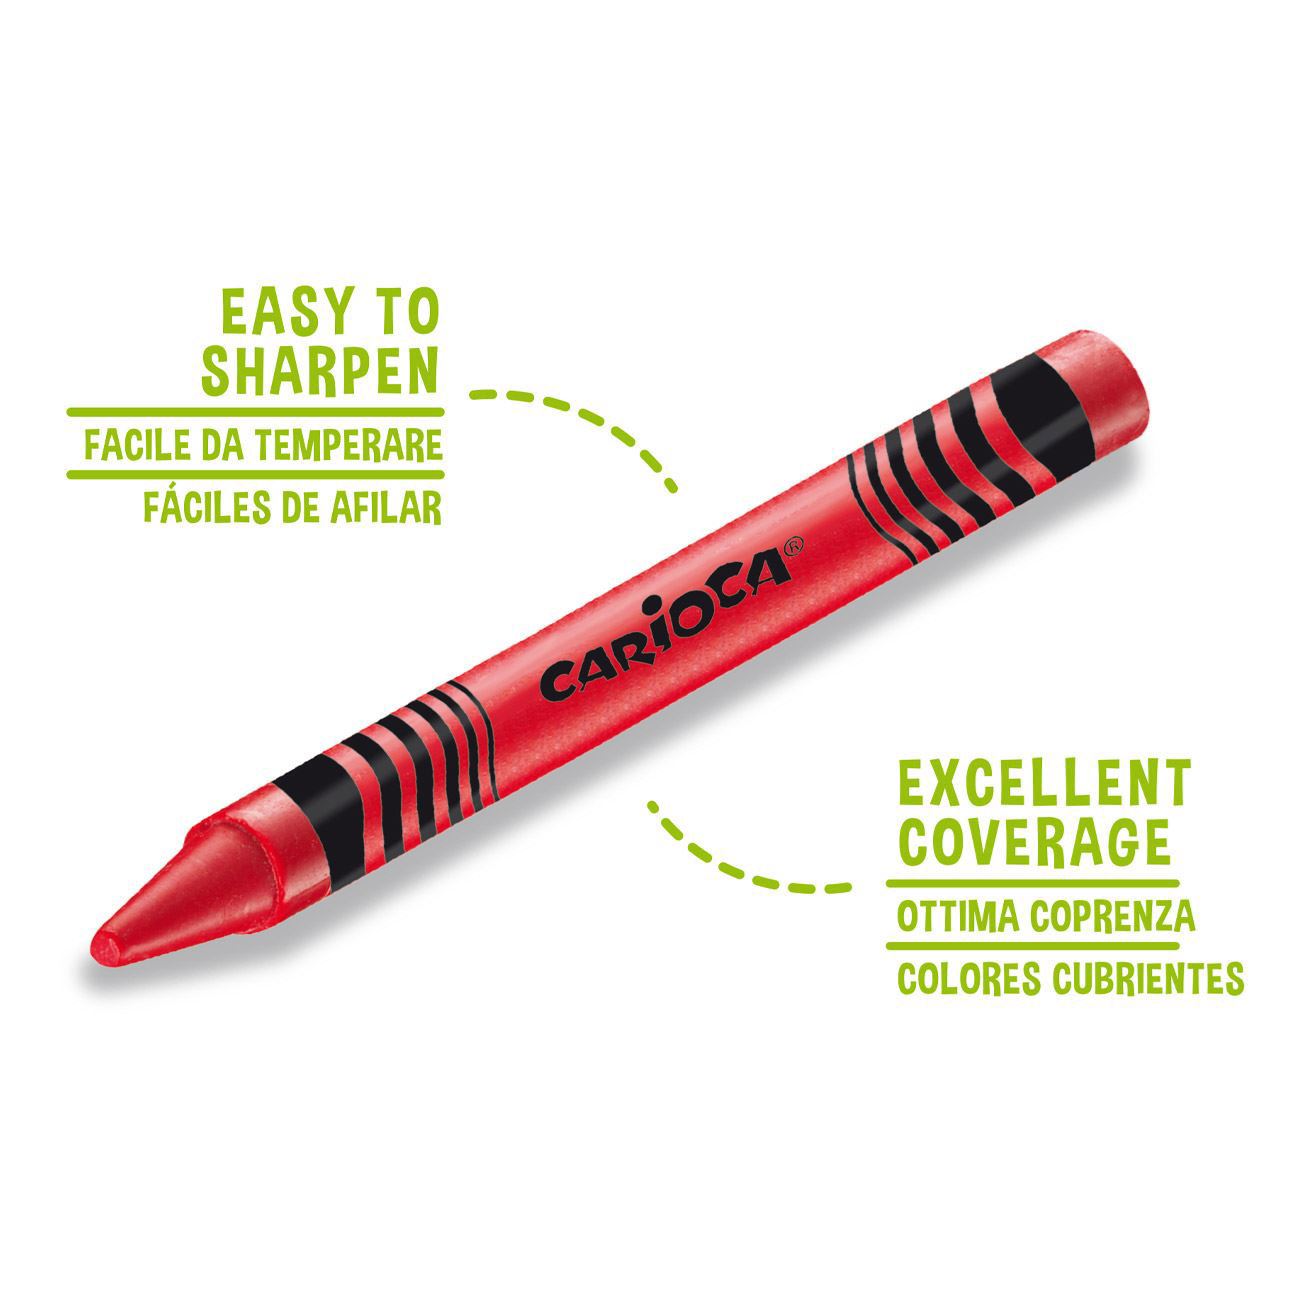 EASY TO
SHARPEN
FACILE DA TEMPERARE
FÁCILES DE AFILAR
CARIOCA®
EXCELLENT
COVERAGE
OTTIMA COPRENZA
COLORES CUBRIENTES